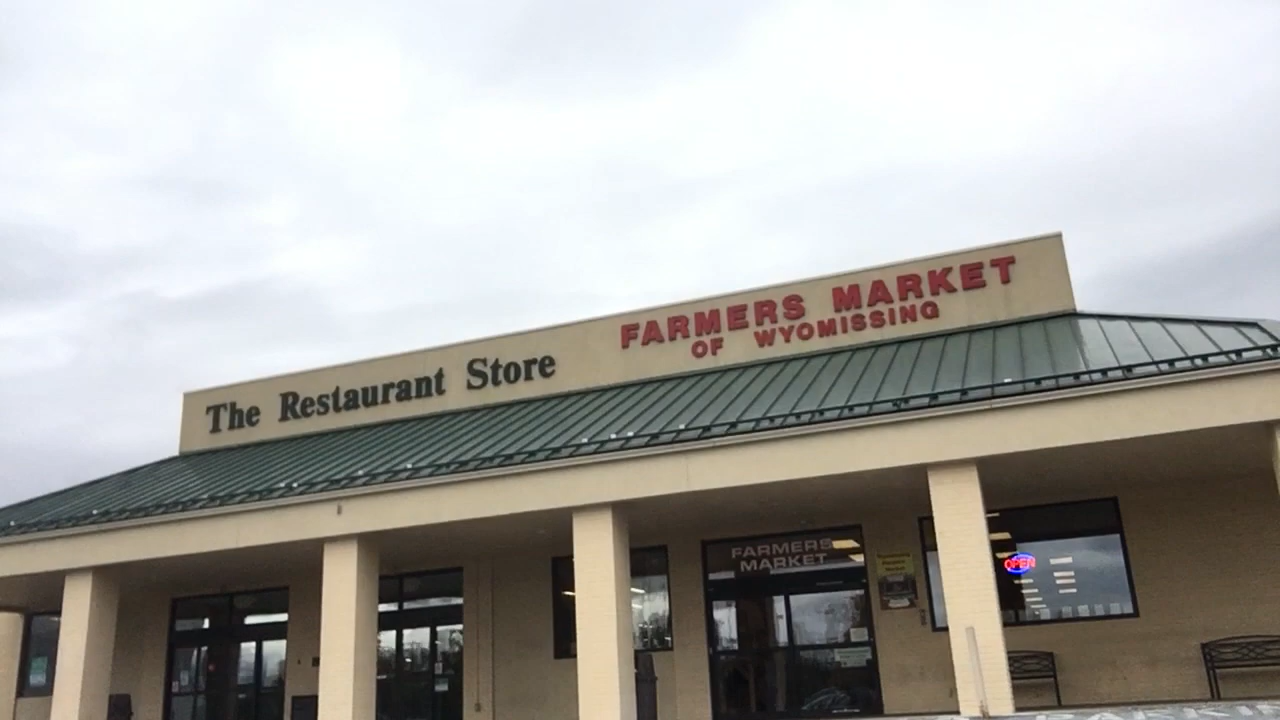 The Restaurant Store
FARMERS MARKET
OF WYOMISSING
FARMERS
MARKET
OPEN